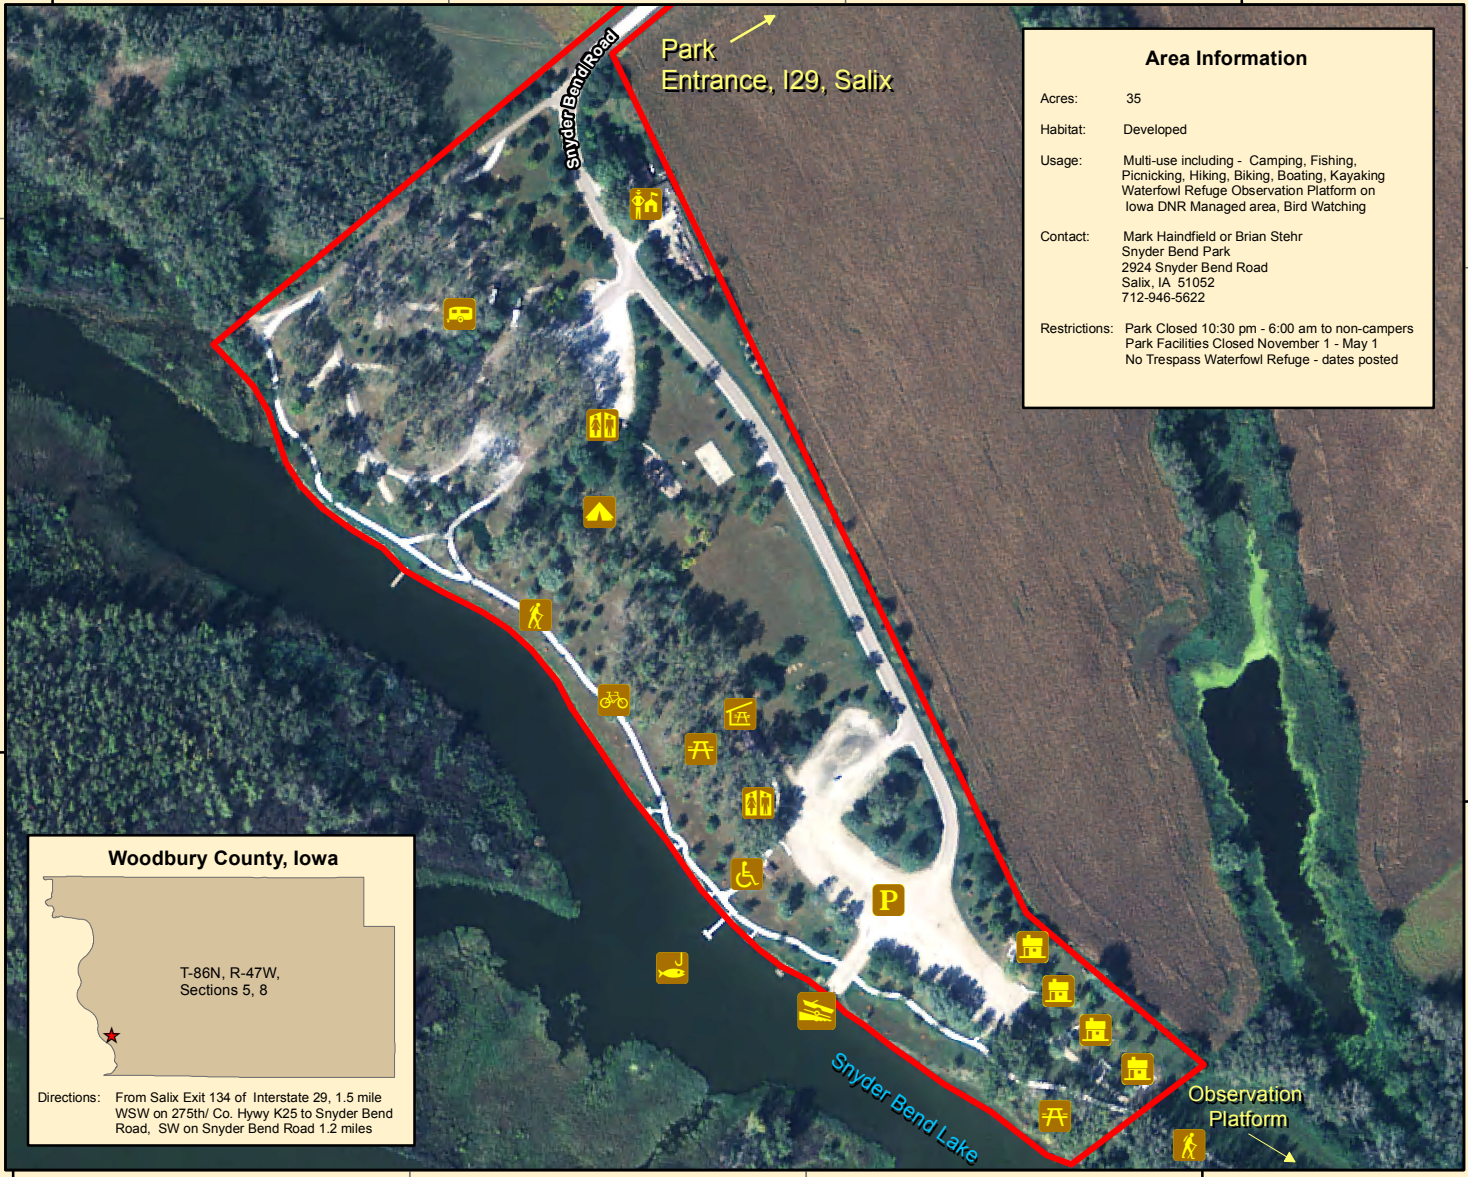 Snyder Bend Road
Park
Entrance, I29, Salix
Area Information
Acres: 35
Habitat: Developed
Usage: Multi-use including - Camping, Fishing,
Picnicking, Hiking, Biking, Boating, Kayaking
Waterfowl Refuge Observation Platform on
Iowa DNR Managed area, Bird Watching
Contact: Mark Haindfield or Brian Stehr
Snyder Bend Park
2924 Snyder Bend Road
Salix, IA 51052
712-946-5622
Restrictions: Park Closed 10:30 pm - 6:00 am to non-campers
Park Facilities Closed November 1 - May 1
No Trespass Waterfowl Refuge - dates posted
P
Woodbury County, Iowa
T-86N, R-47W,
Sections 5, 8
Directions: From Salix Exit 134 of Interstate 29, 1.5 mile
WSW on 275th/ Co. Hywy K25 to Snyder Bend
Road, SW on Snyder Bend Road 1.2 miles
Snyder Bend Lake
Observation
Platform